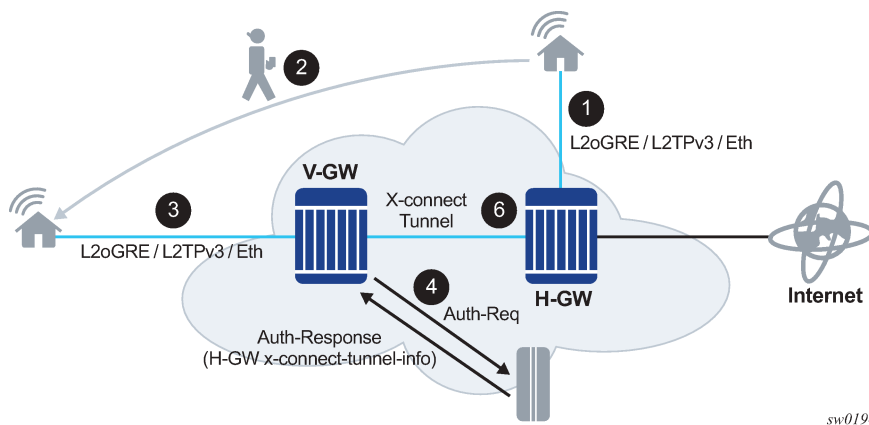 2
1
L2oGRE / L2TPv3 / Eth
V-GW
3
X-connect
Tunnel
6
L2oGRE / L2TPv3 / Eth
4
H-GW
Internet
Auth-Req
Auth-Response
(H-GW x-connect-tunnel-info)
sw019